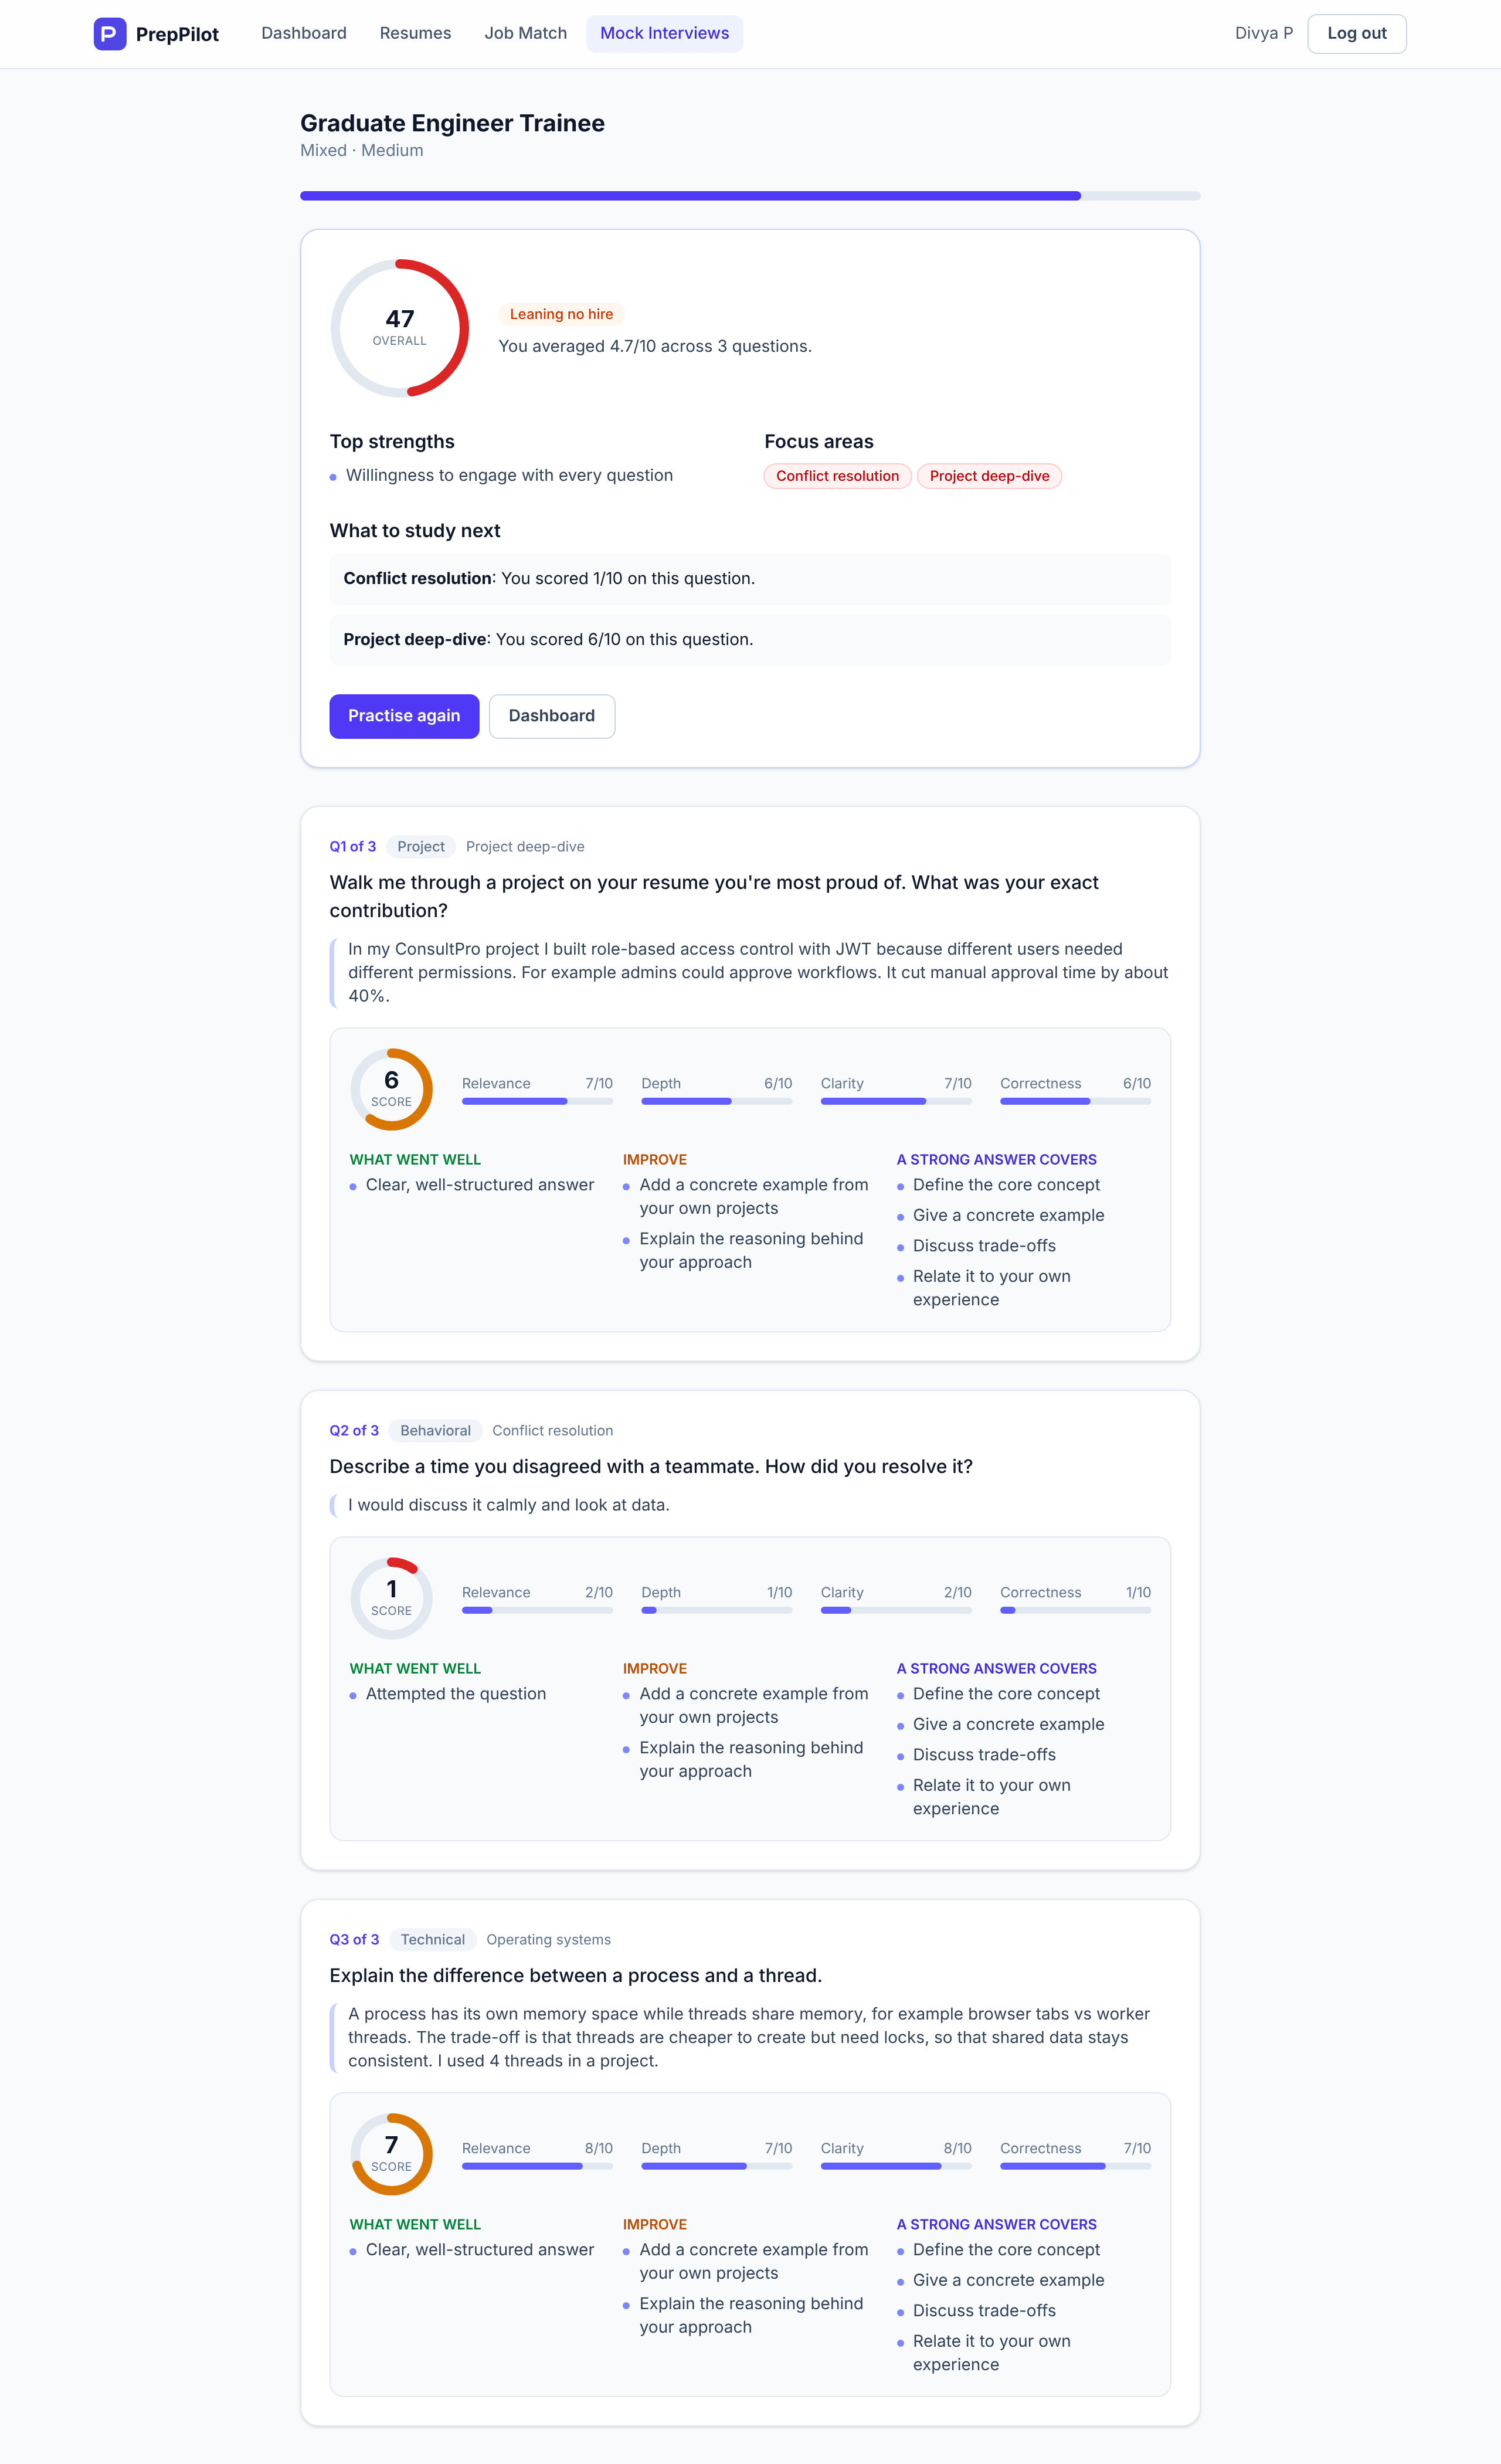 PrepPilot
Dashboard
Resumes
Job Match
Mock Interviews
Divya P
Log out
Graduate Engineer Trainee
Mixed · Medium
47
OVERALL
Leaning no hire
You averaged 4.7/10 across 3 questions.
Top strengths
Willingness to engage with every question
Focus areas
Conflict resolution
Project deep-dive
What to study next
Conflict resolution: You scored 1/10 on this question.
Project deep-dive: You scored 6/10 on this question.
Practise again
Dashboard
Q1 of 3 Project Project deep-dive
Walk me through a project on your resume you're most proud of. What was your exact
contribution?
In my ConsultPro project I built role-based access control with JWT because different users needed
different permissions. For example admins could approve workflows. It cut manual approval time by about
40%.
6
SCORE
Relevance 7/10
Depth 6/10
Clarity 7/10
Correctness 6/10
WHAT WENT WELL
Clear, well-structured answer
IMPROVE
Add a concrete example from
your own projects
Explain the reasoning behind
your approach
A STRONG ANSWER COVERS
Define the core concept
Give a concrete example
Discuss trade-offs
Relate it to your own
experience
Q2 of 3 Behavioral Conflict resolution
Describe a time you disagreed with a teammate. How did you resolve it?
I would discuss it calmly and look at data.
1
SCORE
Relevance 2/10
Depth 1/10
Clarity 2/10
Correctness 1/10
WHAT WENT WELL
Attempted the question
IMPROVE
Add a concrete example from
your own projects
Explain the reasoning behind
your approach
A STRONG ANSWER COVERS
Define the core concept
Give a concrete example
Discuss trade-offs
Relate it to your own
experience
Q3 of 3 Technical Operating systems
Explain the difference between a process and a thread.
A process has its own memory space while threads share memory, for example browser tabs vs worker
threads. The trade-off is that threads are cheaper to create but need locks, so that shared data stays
consistent. I used 4 threads in a project.
7
SCORE
Relevance 8/10
Depth 7/10
Clarity 8/10
Correctness 7/10
WHAT WENT WELL
Clear, well-structured answer
IMPROVE
Add a concrete example from
your own projects
Explain the reasoning behind
your approach
A STRONG ANSWER COVERS
Define the core concept
Give a concrete example
Discuss trade-offs
Relate it to your own
experience